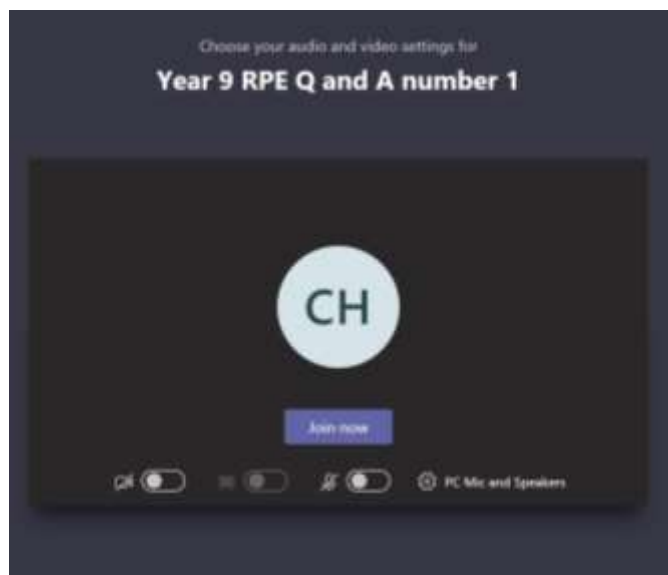 Choose your audio and video settings for
Year 9 RPE Q and A number 1
CH
Join now
PC Mic and Speakers